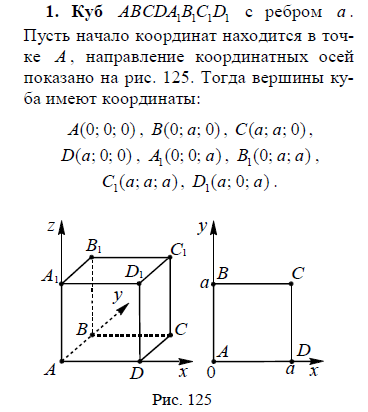 1. Куб ABCDA₁B₁C₁D₁ с ребром a.
Пусть начало координат находится в точ-
ке A, направление координатных осей
показано на рис. 125. Тогда вершины ку-
ба имеют координаты:
A(0; 0; 0), B(0; a; 0), C(a; a; 0),
D(a; 0; 0), A₁(0; 0; a), B₁(0; a; a),
C₁(a; a; a), D₁(a; 0; a).
z
B₁
C₁
A₁
D₁
y
B
C
A
D
x
y
a
B
C
A
D
0
a
x
Рис. 125